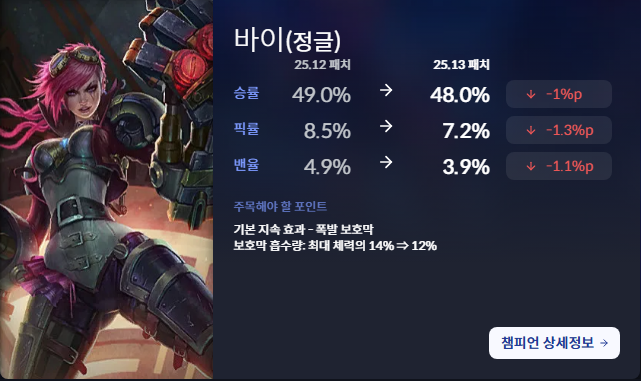 바이(정글)
25.12 패치 25.13 패치
승률 49.0% → 48.0% ↓ -1%p
픽률 8.5% → 7.2% ↓ -1.3%p
밴율 4.9% → 3.9% ↓ -1.1%p
주목해야 할 포인트
기본 지속 효과 - 폭발 보호막
보호막 흡수량: 최대 체력의 14% ⇒ 12%
챔피언 상세정보 →